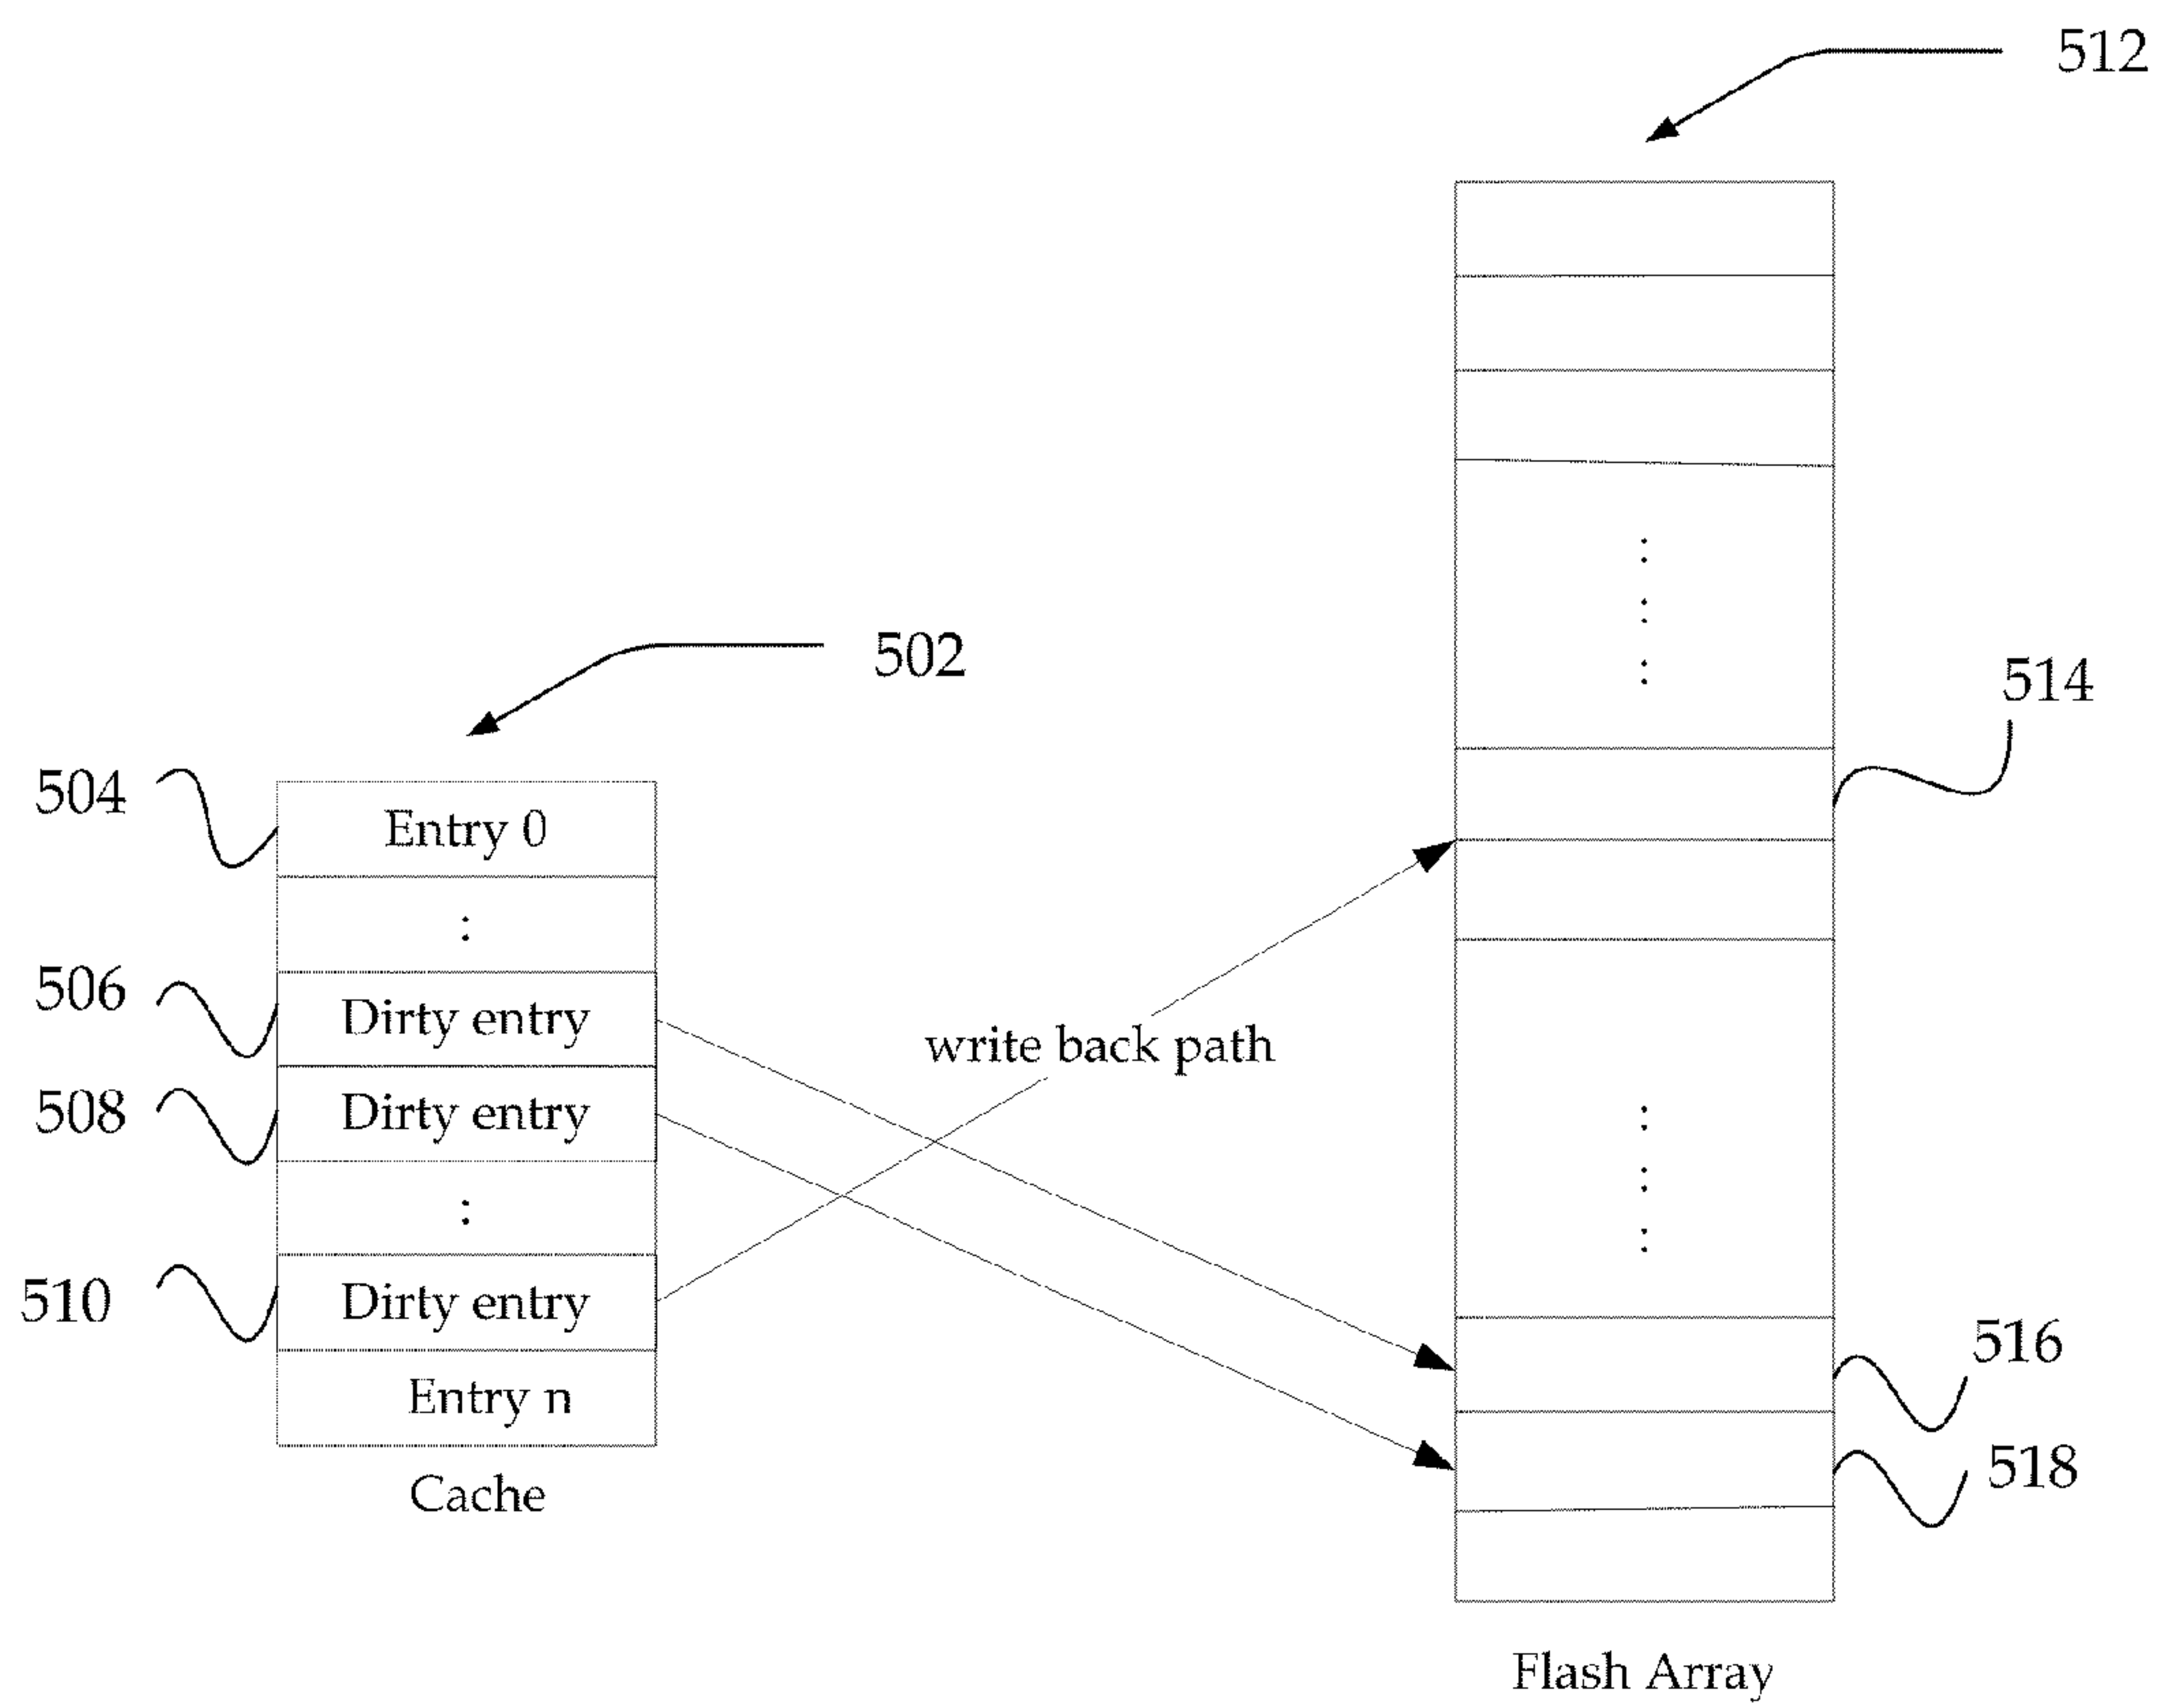 512
502
514
504
Entry 0
:
506
Dirty entry
write back path
508
Dirty entry
:
510
Dirty entry
516
Entry n
518
Cache
Flash Array